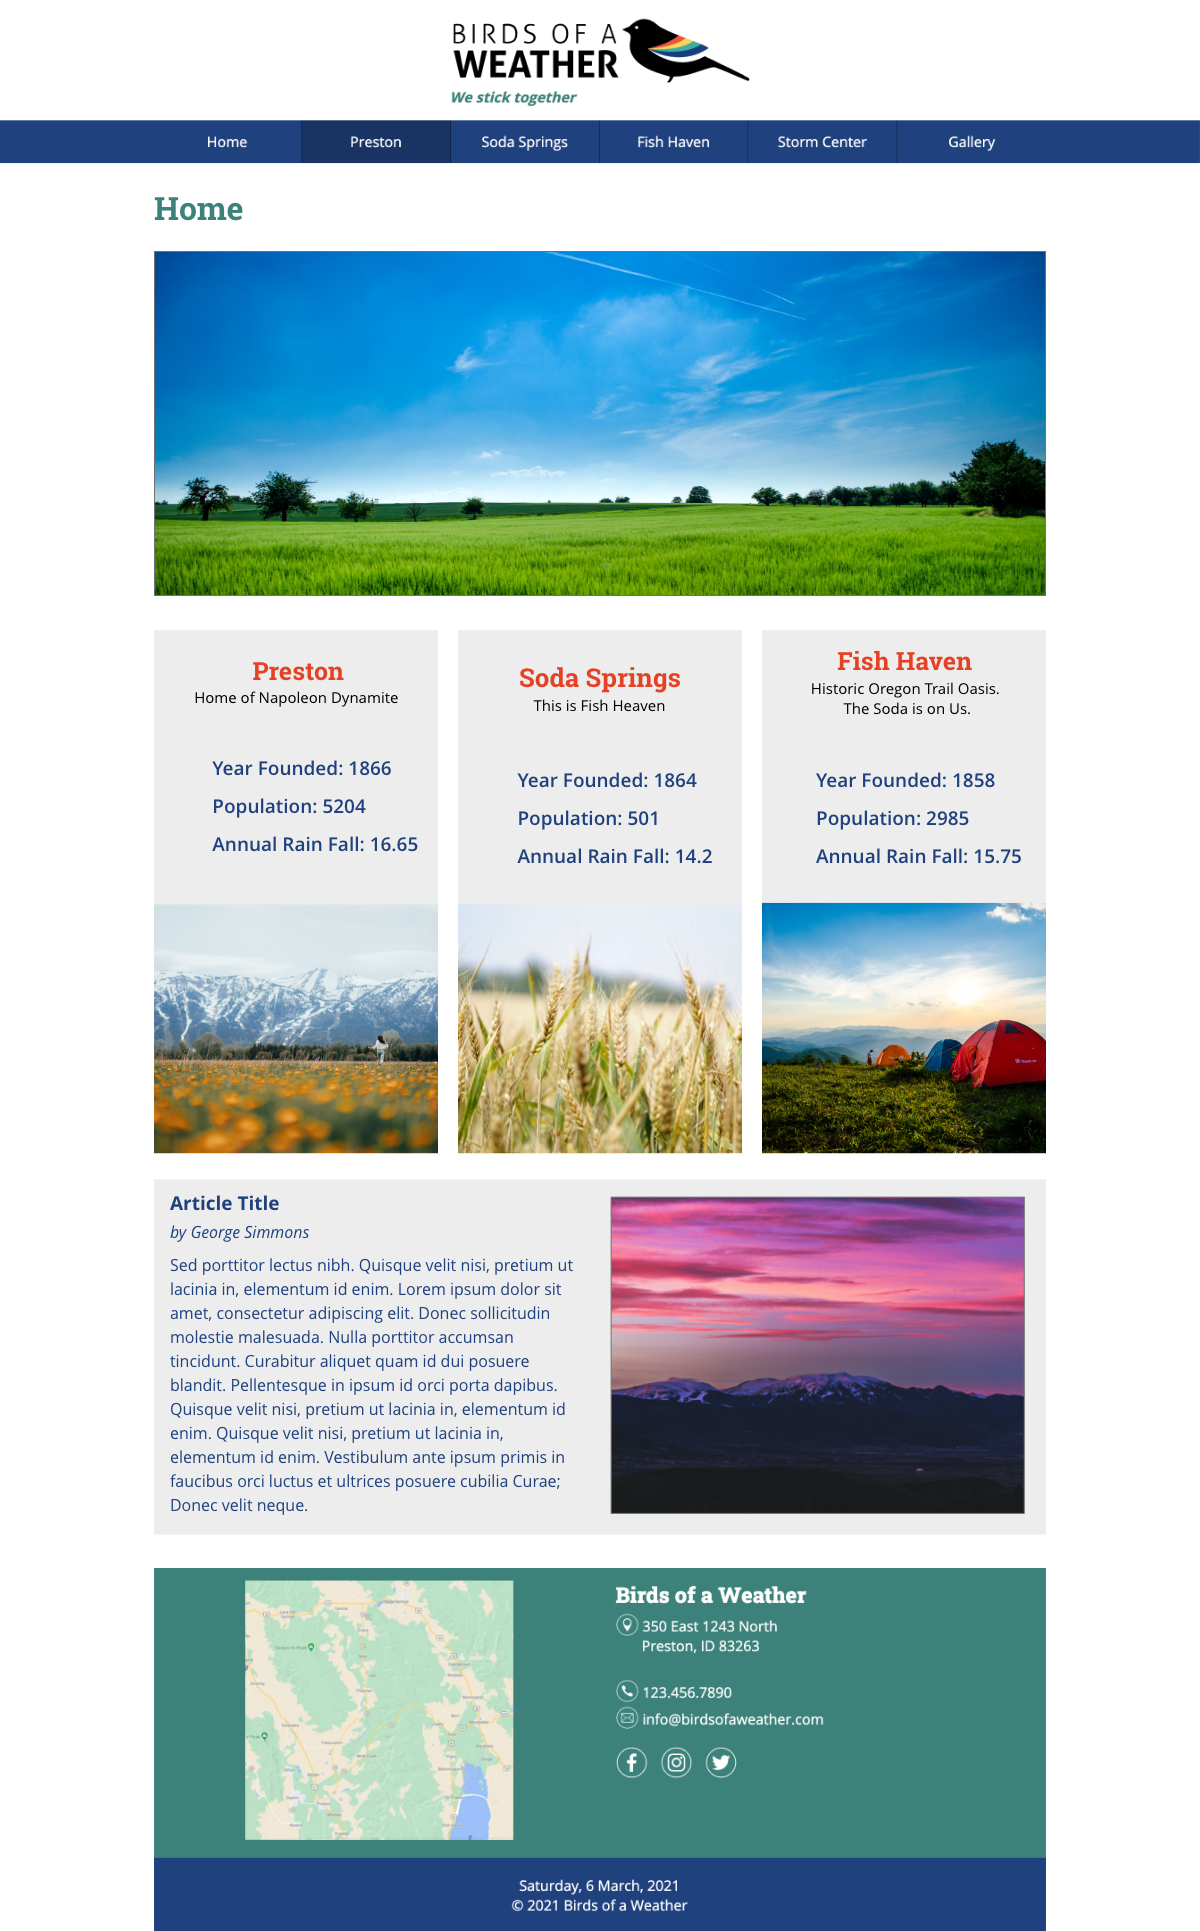 BIRDS OF A
WEATHER
We stick together
Home
Preston
Soda Springs
Fish Haven
Storm Center
Gallery
Home
Preston
Home of Napoleon Dynamite
Year Founded: 1866
Population: 5204
Annual Rain Fall: 16.65
Soda Springs
This is Fish Heaven
Year Founded: 1864
Population: 501
Annual Rain Fall: 14.2
Fish Haven
Historic Oregon Trail Oasis.
The Soda is on Us.
Year Founded: 1858
Population: 2985
Annual Rain Fall: 15.75
Article Title
by George Simmons
Sed porttitor lectus nibh. Quisque velit nisi, pretium ut
lacinia in, elementum id enim. Lorem ipsum dolor sit
amet, consectetur adipiscing elit. Donec sollicitudin
molestie malesuada. Nulla porttitor accumsan
tincidunt. Curabitur aliquet quam id dui posuere
blandit. Pellentesque in ipsum id orci porta dapibus.
Quisque velit nisi, pretium ut lacinia in, elementum id
enim. Quisque velit nisi, pretium ut lacinia in,
elementum id enim. Vestibulum ante ipsum primis in
faucibus orci luctus et ultrices posuere cubilia Curae;
Donec velit neque.
Birds of a Weather
350 East 1243 North
Preston, ID 83263
123.456.7890
info@birdsofaweather.com
Saturday, 6 March, 2021
© 2021 Birds of a Weather